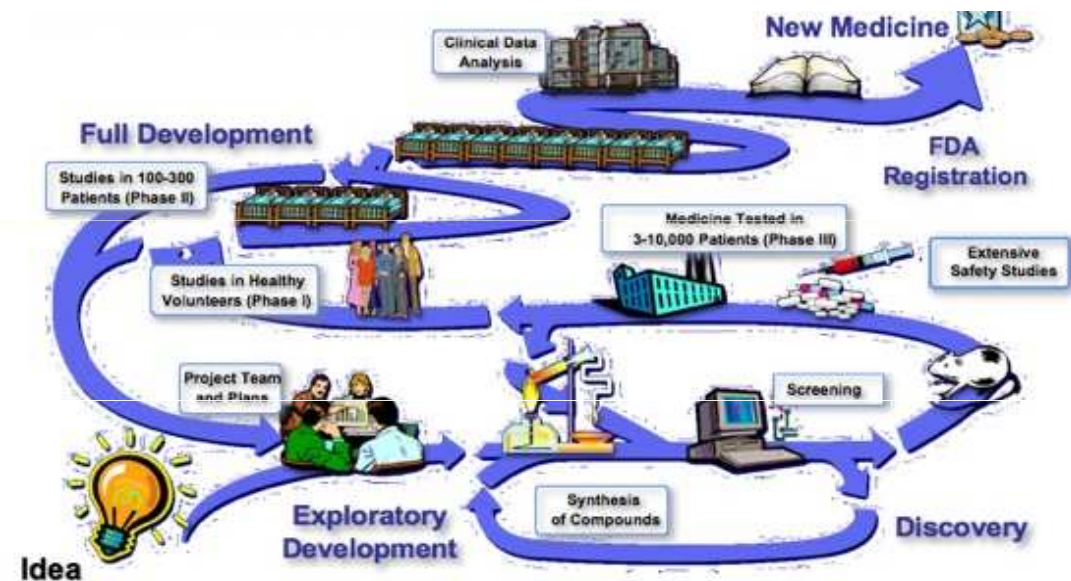 Clinical Data
Analysis
New Medicine
Full Development
FDA
Registration
Studies in 100-300
Patients (Phase II)
Medicine Tested in
3-10,000 Patients (Phase III)
Extensive
Safety Studies
Studies in Healthy
Volunteers (Phase I)
Project Team
and Plans
Screening
Synthesis
of Compounds
Exploratory
Development
Discovery
Idea